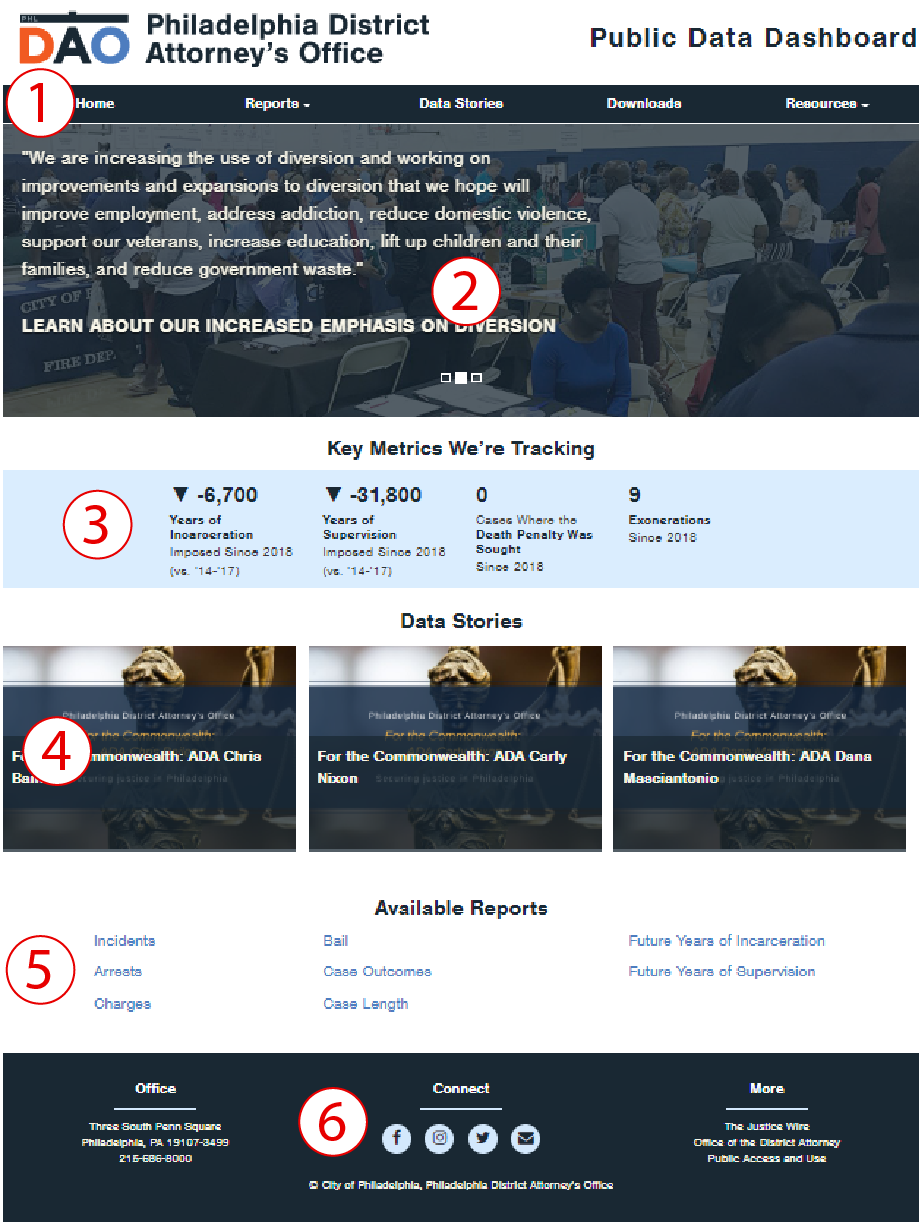 PHL
DAO
Philadelphia District
Attorney's Office
Public Data Dashboard
1
Home
Reports
Data Stories
Downloads
Resources
"We are increasing the use of diversion and working on
improvements and expansions to diversion that we hope will
improve employment, address addiction, reduce domestic violence,
support our veterans, increase education, lift up children and their
families, and reduce government waste."
CITY OF
2
LEARN ABOUT OUR INCREASED EMPHASIS ON DIVERSION
FIRE DEP.
Key Metrics We're Tracking
3
▼ -6,700
Years of
Incarceration
Imposed Since 2018
(vs. '14-'17)
▼ -31,800
Years of
Supervision
Imposed Since 2018
(vs. '14-'17)
0
Cases Where the
Death Penalty Was
Sought
Since 2018
9
Exonerations
Since 2018
Data Stories
4
Philadelphia District Attorney's Office
For the Commonwealth:
mmonwealth: ADA Chris
Securing justice in Philadelphia
Philadelphia District Attorney's Office
For the Commonwealth:
For the Commonwealth: ADA Carly
Nixon
Securing justice in Philadelphia
Philadelphia District Attorney's Office
For the Commonwealth:
For the Commonwealth: ADA Dana
Masciantonio
justice in Philadelphia
Available Reports
5
Incidents
Arrests
Charges
Bail
Case Outcomes
Case Length
Future Years of Incarceration
Future Years of Supervision
Office
Three South Penn Square
Philadelphia, PA 19107-3499
215-686-8000
6
Connect
More
The Justice Wire
Office of the District Attorney
Public Access and Use
© City of Philadelphia, Philadelphia District Attorney's Office